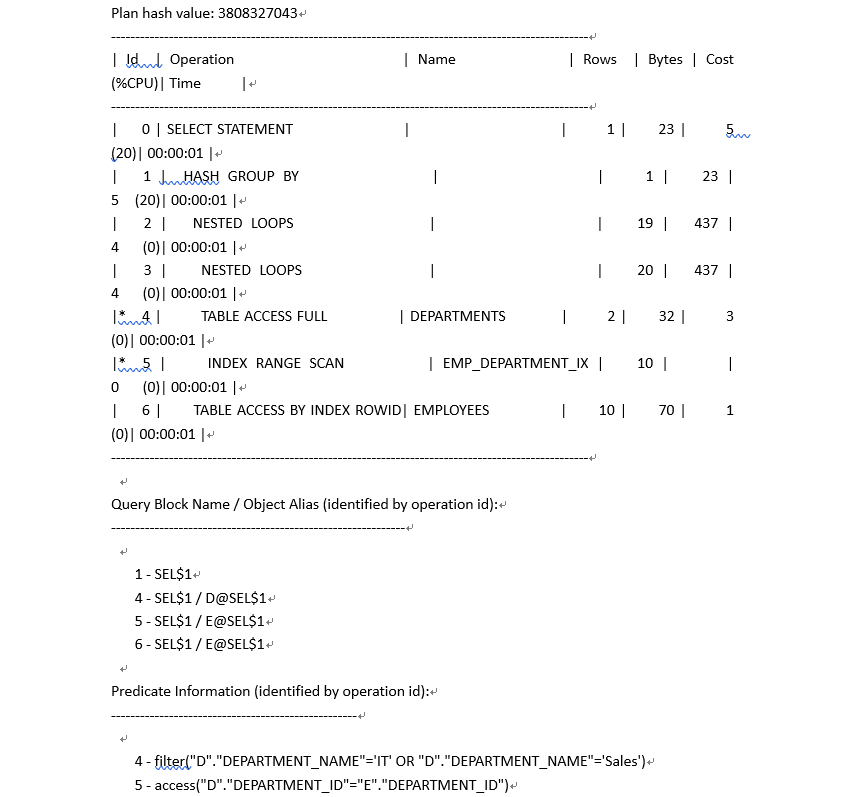 Plan hash value: 3808327043
------------------------------------------------------------------------------------------
| Id | Operation | Name | Rows | Bytes | Cost
(%CPU)| Time |
------------------------------------------------------------------------------------------
| 0 | SELECT STATEMENT | | 1 | 23 | 5
(20)| 00:00:01 |
| 1 | HASH GROUP BY | | 1 | 23 |
5 (20)| 00:00:01 |
| 2 | NESTED LOOPS | | 19 | 437 |
4 (0)| 00:00:01 |
| 3 | NESTED LOOPS | | 20 | 437 |
4 (0)| 00:00:01 |
|* 4 | TABLE ACCESS FULL | DEPARTMENTS | 2 | 32 | 3
(0)| 00:00:01 |
|* 5 | INDEX RANGE SCAN | EMP_DEPARTMENT_IX | 10 | |
0 (0)| 00:00:01 |
| 6 | TABLE ACCESS BY INDEX ROWID| EMPLOYEES | 10 | 70 | 1
(0)| 00:00:01 |
------------------------------------------------------------------------------------------
Query Block Name / Object Alias (identified by operation id):
-------------------------------------------------------------
1 - SEL$1
4 - SEL$1 / D@SEL$1
5 - SEL$1 / E@SEL$1
6 - SEL$1 / E@SEL$1
Predicate Information (identified by operation id):
---------------------------------------------------
4 - filter("D"."DEPARTMENT_NAME"='IT' OR "D"."DEPARTMENT_NAME"='Sales')
5 - access("D"."DEPARTMENT_ID"="E"."DEPARTMENT_ID")